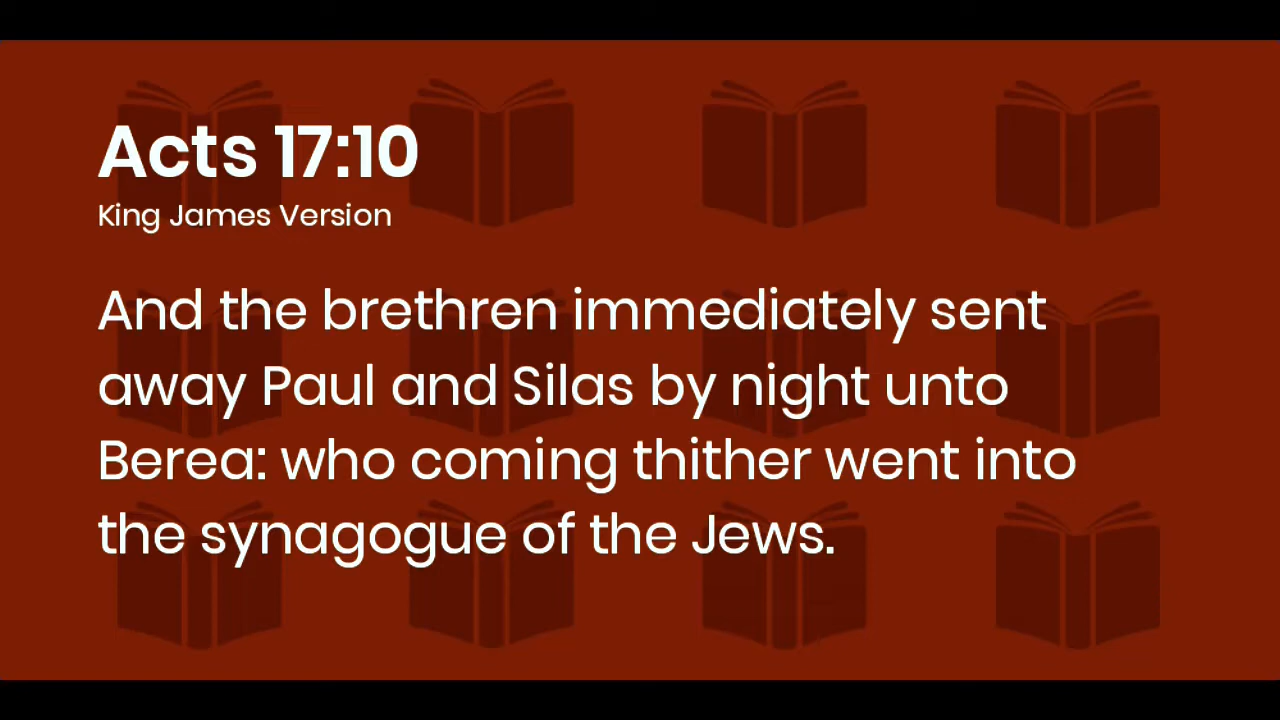 Acts 17:10
King James Version
And the brethren immediately sent
away Paul and Silas by night unto
Berea: who coming thither went into
the synagogue of the Jews.